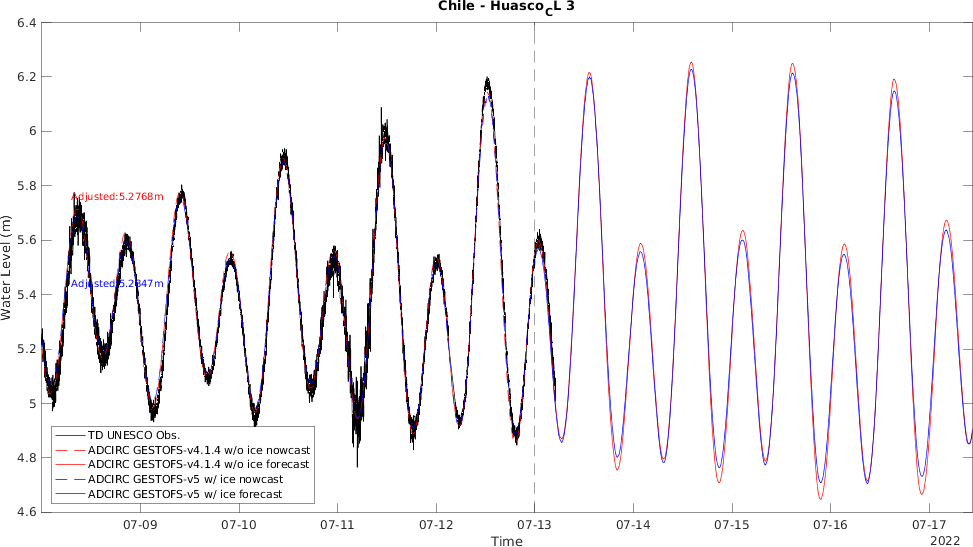 Chile - Huasco_CL 3
6.4
6.2
6
5.8
5.6
5.4
5.2
5
4.8
4.6
Water Level (m)
Adjusted:5.2768m
Adjusted:5.2847m
TD UNESCO Obs.
ADCIRC GESTOFS-v4.1.4 w/o ice nowcast
ADCIRC GESTOFS-v4.1.4 w/o ice forecast
ADCIRC GESTOFS-v5 w/ ice nowcast
ADCIRC GESTOFS-v5 w/ ice forecast
07-09
07-10
07-11
07-12
07-13
07-14
07-15
07-16
07-17
Time
2022